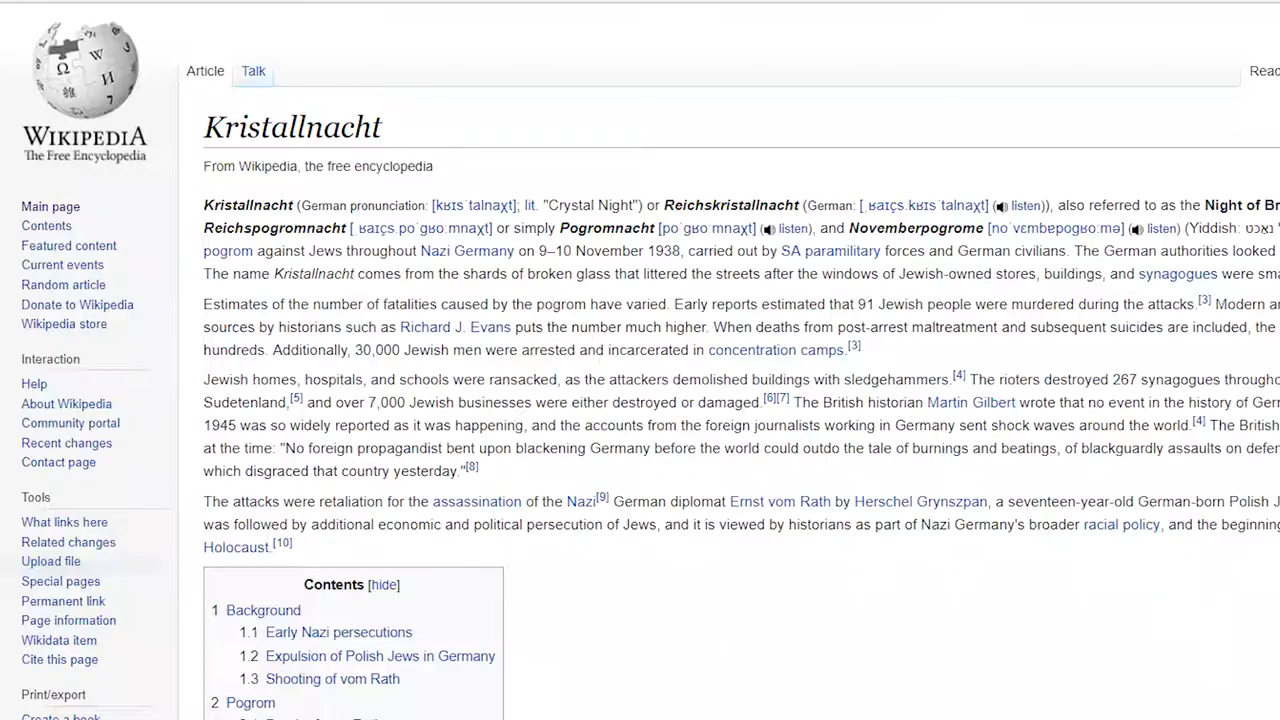 WIKIPEDIA
The Free Encyclopedia
Article Talk Read
Kristallnacht
From Wikipedia, the free encyclopedia
Kristallnacht (German pronunciation: [kʁɪsˈtalnaχt]; lit. "Crystal Night") or Reichskristallnacht (German: [ˌʁaɪçs.kʁɪsˈtalnaχt] (listen)), also referred to as the Night of Br
Reichspogromnacht [ˌʁaɪçs.poˈɡʁoːmnaχt] or simply Pogromnacht [poˈɡʁoːmnaχt] (listen), and Novemberpogrome [noˈvɛmbɐpoɡʁoːmə] (listen) (Yiddish:
pogrom against Jews throughout Nazi Germany on 9–10 November 1938, carried out by SA paramilitary forces and German civilians. The German authorities looked
The name Kristallnacht comes from the shards of broken glass that littered the streets after the windows of Jewish-owned stores, buildings, and synagogues were sma
Estimates of the number of fatalities caused by the pogrom have varied. Early reports estimated that 91 Jewish people were murdered during the attacks.[3] Modern an
sources by historians such as Richard J. Evans puts the number much higher. When deaths from post-arrest maltreatment and subsequent suicides are included, the
hundreds. Additionally, 30,000 Jewish men were arrested and incarcerated in concentration camps.[3]
Jewish homes, hospitals, and schools were ransacked, as the attackers demolished buildings with sledgehammers.[4] The rioters destroyed 267 synagogues througho
Sudetenland,[5] and over 7,000 Jewish businesses were either destroyed or damaged.[6][7] The British historian Martin Gilbert wrote that no event in the history of Ger
1945 was so widely reported as it was happening, and the accounts from the foreign journalists working in Germany sent shock waves around the world.[4] The British
at the time: "No foreign propagandist bent upon blackening Germany before the world could outdo the tale of burnings and beatings, of blackguardly assaults on defen
which disgraced that country yesterday."[8]
The attacks were retaliation for the assassination of the Nazi[9] German diplomat Ernst vom Rath by Herschel Grynszpan, a seventeen-year-old German-born Polish J
was followed by additional economic and political persecution of Jews, and it is viewed by historians as part of Nazi Germany's broader racial policy, and the beginning
Holocaust.[10]
Contents [hide]
1 Background
1.1 Early Nazi persecutions
1.2 Expulsion of Polish Jews in Germany
1.3 Shooting of vom Rath
2 Pogrom
Main page
Contents
Featured content
Current events
Random article
Donate to Wikipedia
Wikipedia store
Interaction
Help
About Wikipedia
Community portal
Recent changes
Contact page
Tools
What links here
Related changes
Upload file
Special pages
Permanent link
Page information
Wikidata item
Cite this page
Print/export
Create a book